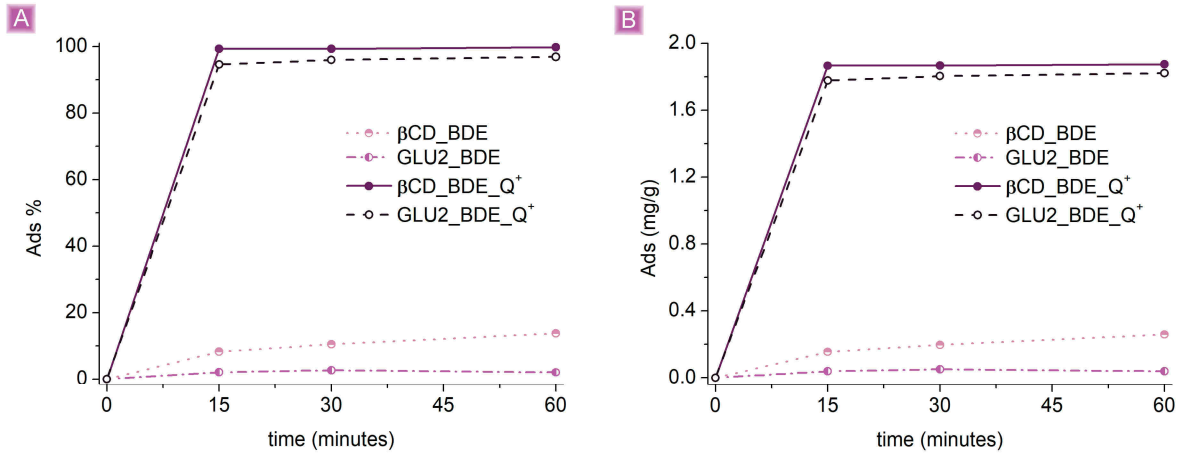 A
100
80
60
40
20
0
Ads %
βCD_BDE
GLU2_BDE
βCD_BDE_Q⁺
GLU2_BDE_Q⁺
0 15 30 45 60
time (minutes)
B
2.0
1.6
1.2
0.8
0.4
0.0
Ads (mg/g)
βCD_BDE
GLU2_BDE
βCD_BDE_Q⁺
GLU2_BDE_Q⁺
0 15 30 45 60
time (minutes)